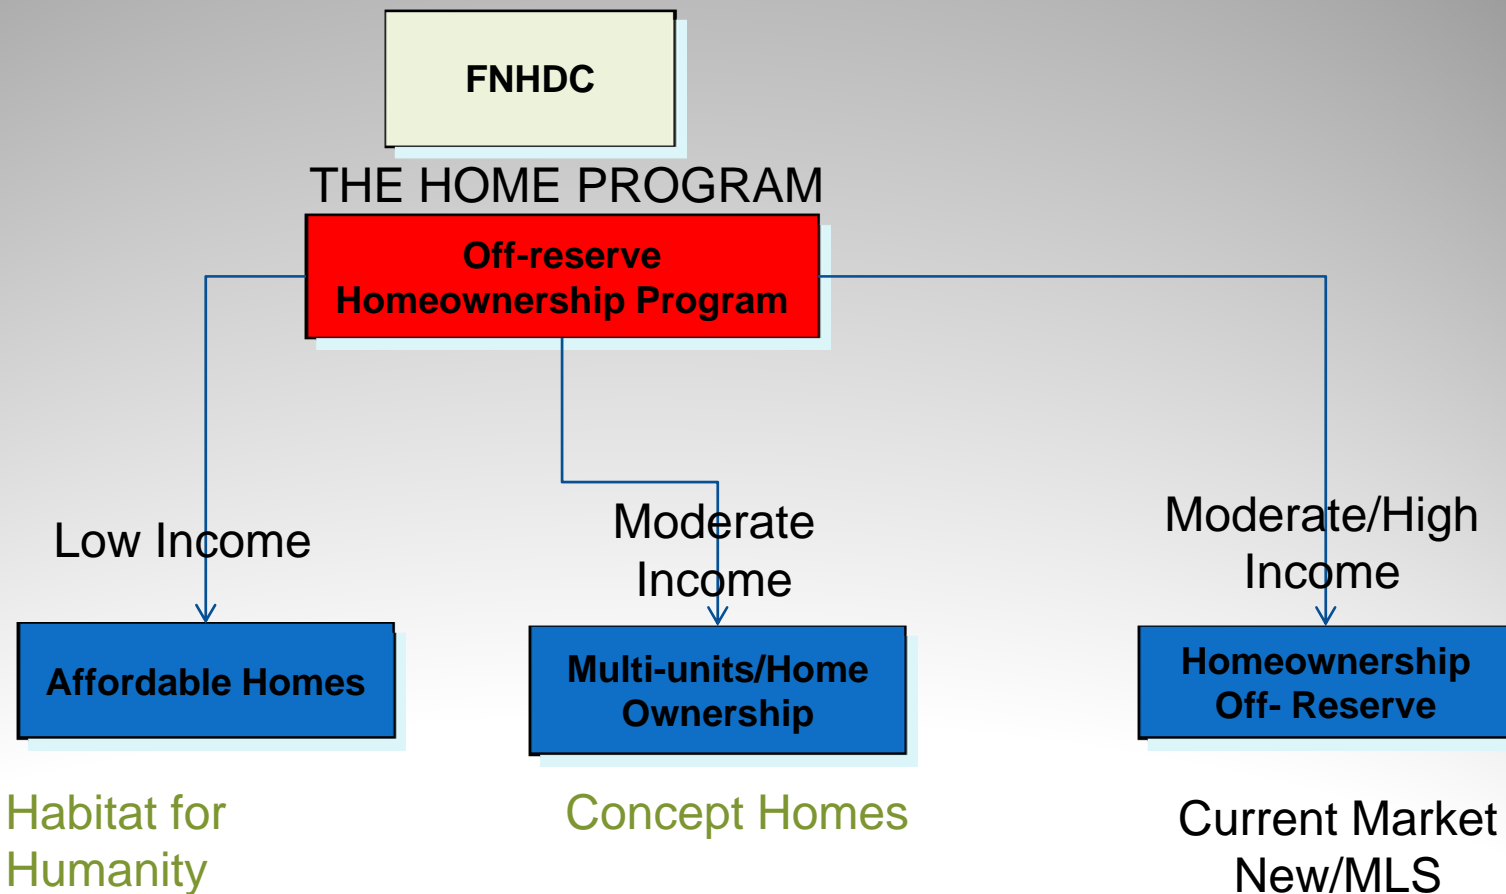 FNHDC
THE HOME PROGRAM
Off-reserve
Homeownership Program
Low Income
Moderate
Income
Moderate/High
Income
Affordable Homes
Multi-units/Home
Ownership
Homeownership
Off- Reserve
Habitat for
Humanity
Concept Homes
Current Market
New/MLS